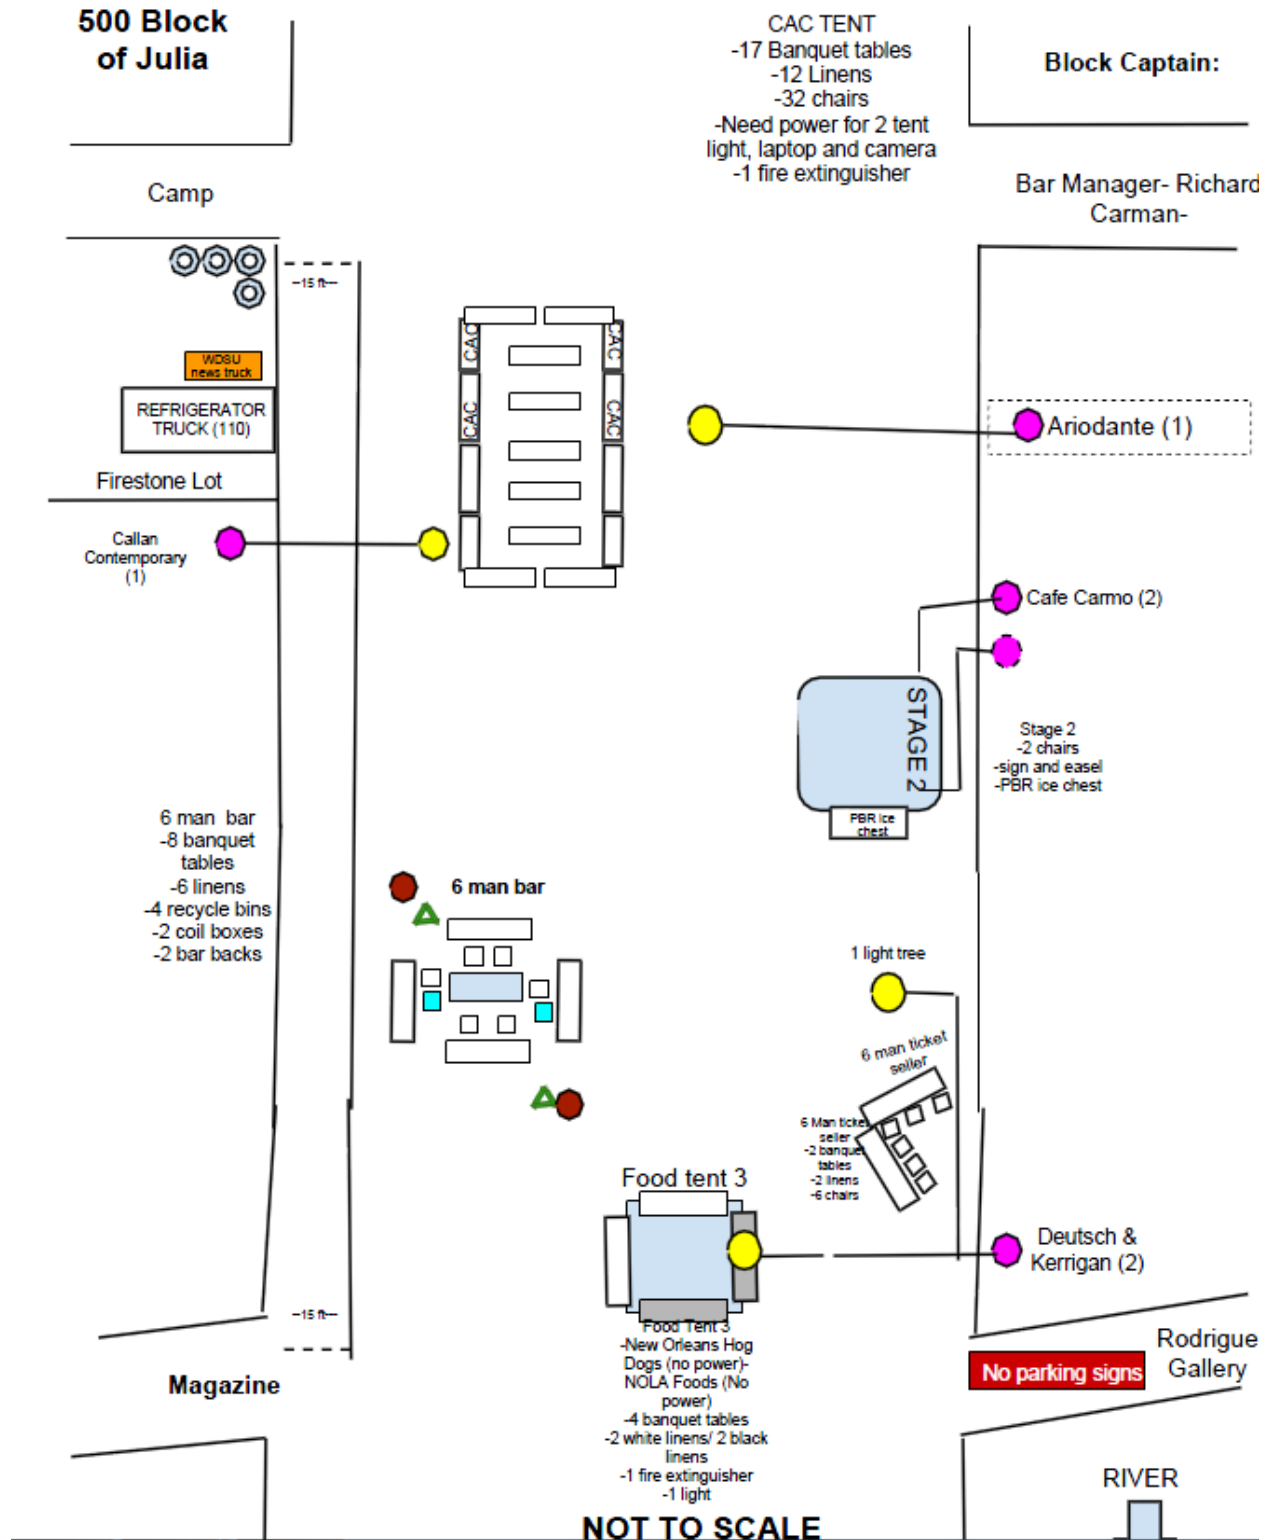 500 Block
of Julia
CAC TENT
-17 Banquet tables
-12 Linens
-32 chairs
-Need power for 2 tent
light, laptop and camera
-1 fire extinguisher
Block Captain:
Camp
Bar Manager- Richard
Carman-
--15 ft---
WDSU
news truck
REFRIGERATOR
TRUCK (110)
Firestone Lot
CAC
CAC
CAC
CAC
Ariodante (1)
Callan
Contemporary
(1)
Cafe Carmo (2)
STAGE 2
PBR ice
chest
Stage 2
-2 chairs
-sign and easel
-PBR ice chest
6 man bar
-8 banquet
tables
-6 linens
-4 recycle bins
-2 coil boxes
-2 bar backs
6 man bar
1 light tree
6 man ticket
seller
6 Man ticket
seller
-2 banquet
tables
-2 linens
-6 chairs
Food tent 3
Deutsch &
Kerrigan (2)
--15 ft---
Food Tent 3
-New Orleans Hog
Dogs (no power)-
NOLA Foods (No
power)
-4 banquet tables
-2 white linens/ 2 black
linens
-1 fire extinguisher
-1 light
Magazine
No parking signs
Rodrigue
Gallery
RIVER
NOT TO SCALE